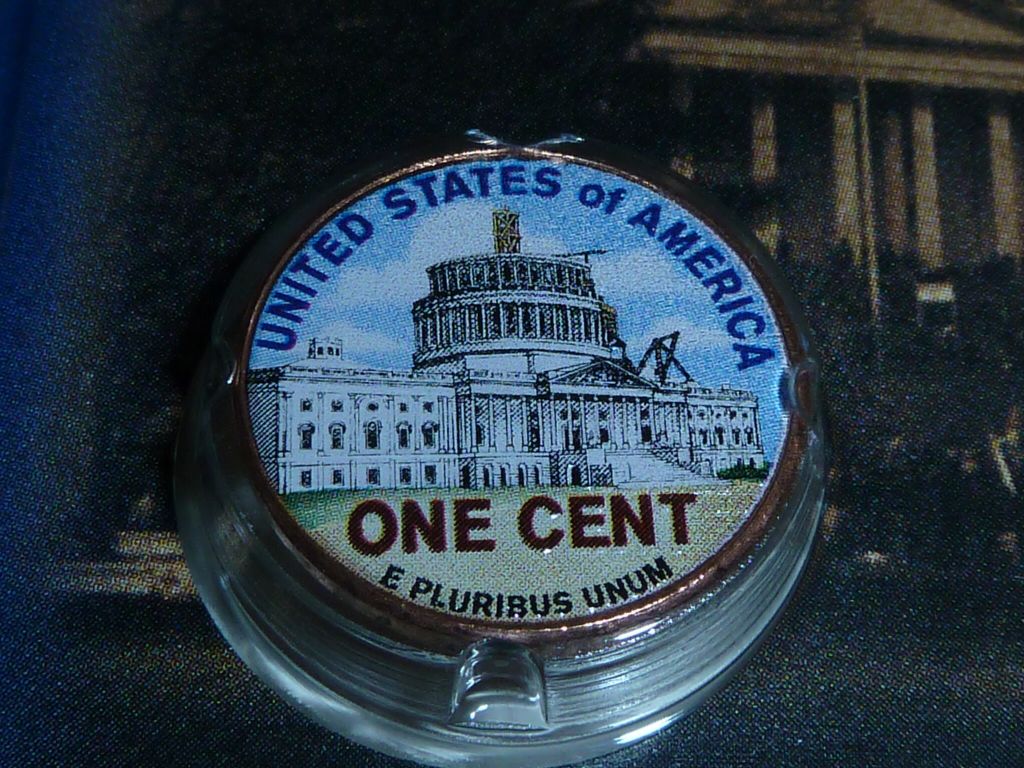 UNITED STATES of AMERICA
ONE CENT
E PLURIBUS UNUM